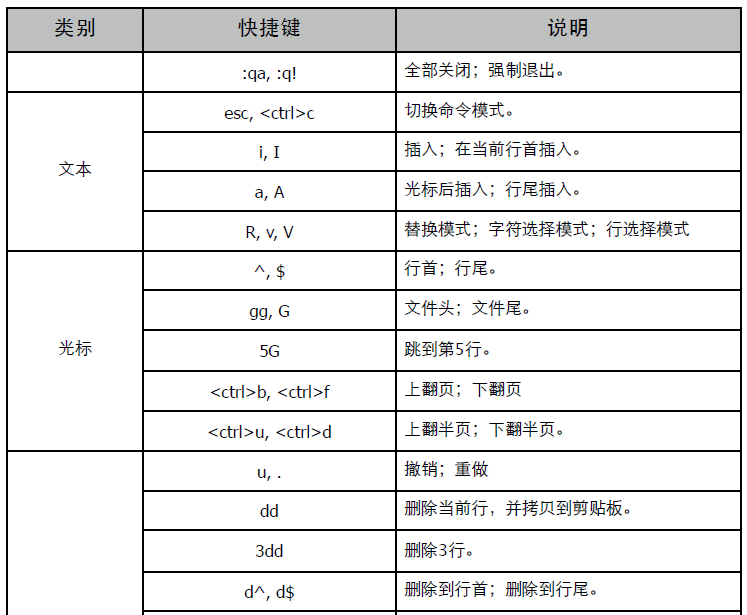 类别 快捷键 说明
:qa, :q! 全部关闭；强制退出。
文本
esc, <ctrl>c 切换命令模式。
i, I 插入；在当前行首插入。
a, A 光标后插入；行尾插入。
R, v, V 替换模式；字符选择模式；行选择模式
光标
^, $ 行首；行尾。
gg, G 文件头；文件尾。
5G 跳到第5行。
<ctrl>b, <ctrl>f 上翻页；下翻页
<ctrl>u, <ctrl>d 上翻半页；下翻半页。
u, . 撤销；重做
dd 删除当前行，并拷贝到剪贴板。
3dd 删除3行。
d^, d$ 删除到行首；删除到行尾。